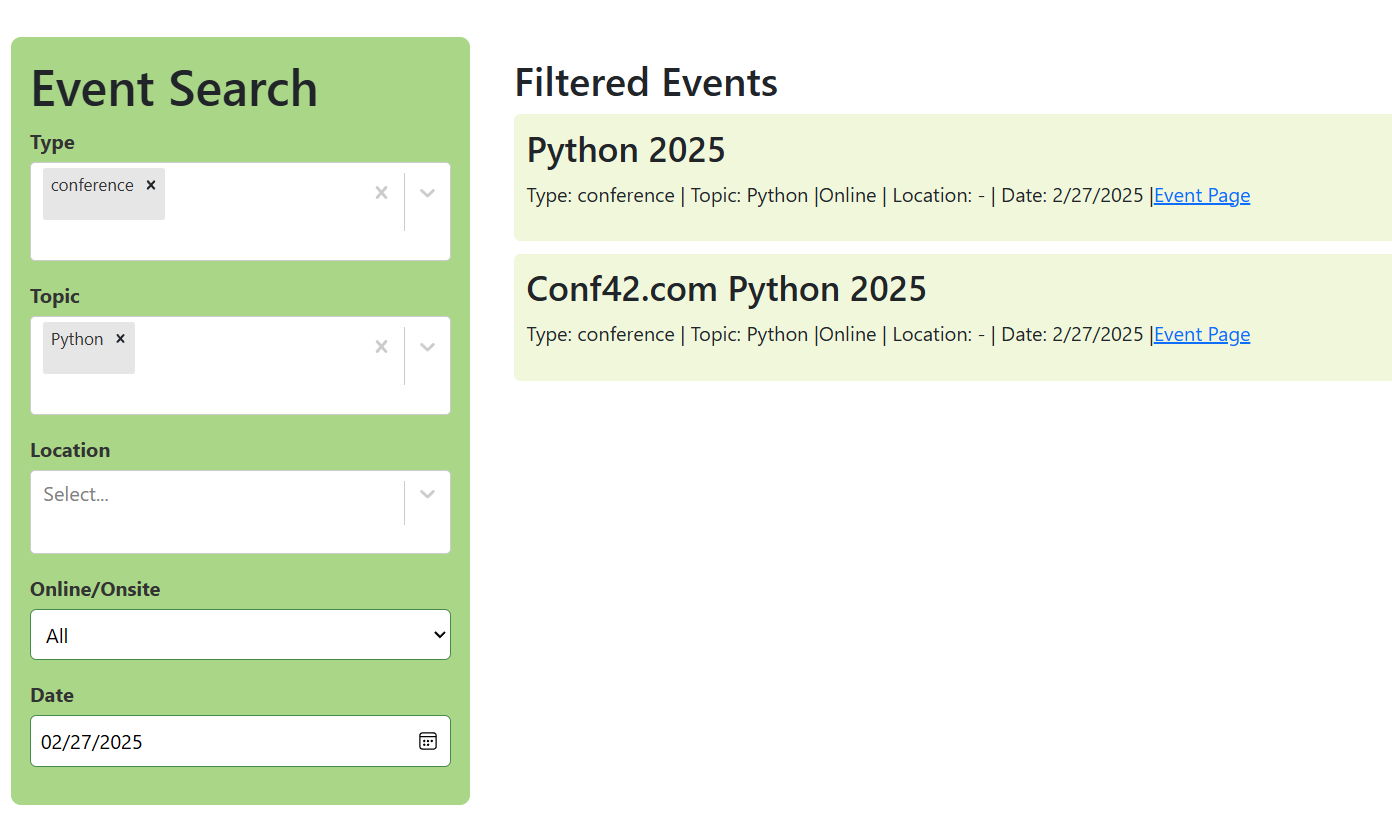 Event Search
Type
conference ×
Topic
Python ×
Location
Select...
Online/Onsite
All
Date
02/27/2025
Filtered Events
Python 2025
Type: conference | Topic: Python |Online | Location: - | Date: 2/27/2025 |Event Page
Conf42.com Python 2025
Type: conference | Topic: Python |Online | Location: - | Date: 2/27/2025 |Event Page